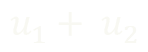 u₁ + u₂